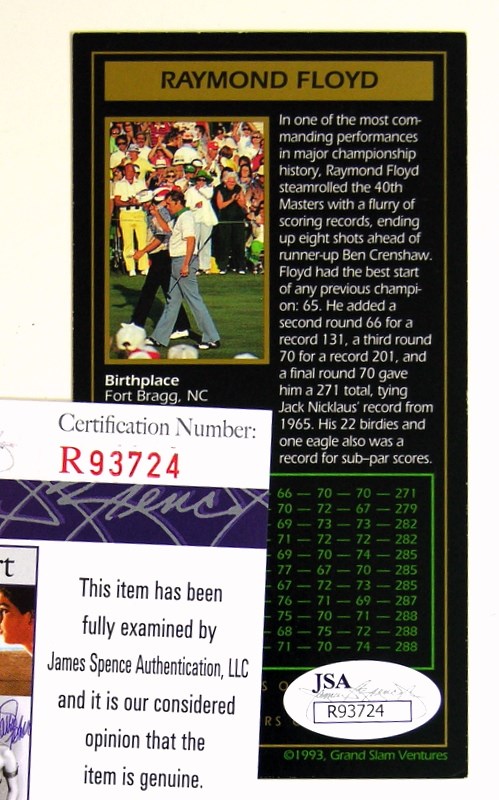 RAYMOND FLOYD
In one of the most com-
manding performances
in major championship
history, Raymond Floyd
steamrolled the 40th
Masters with a flurry of
scoring records, ending
up eight shots ahead of
runner-up Ben Crenshaw.
Floyd had the best start
of any previous champi-
on: 65. He added a
second round 66 for a
record 131, a third round
70 for a record 201, and
a final round 70 gave
him a 271 total, tying
Jack Nicklaus' record from
1965. His 22 birdies and
one eagle also was a
record for sub-par scores.
Birthplace
Fort Bragg, NC
66 — 70 — 70 — 271
70 — 72 — 67 — 279
69 — 73 — 73 — 282
71 — 72 — 72 — 282
69 — 70 — 74 — 285
77 — 67 — 70 — 285
67 — 72 — 73 — 285
76 — 71 — 69 — 287
75 — 70 — 71 — 288
68 — 75 — 72 — 288
71 — 70 — 74 — 288
JSA
R93724
©1993, Grand Slam Ventures
Certification Number:
R93724
This item has been
fully examined by
James Spence Authentication, LLC
and it is our considered
opinion that the
item is genuine.